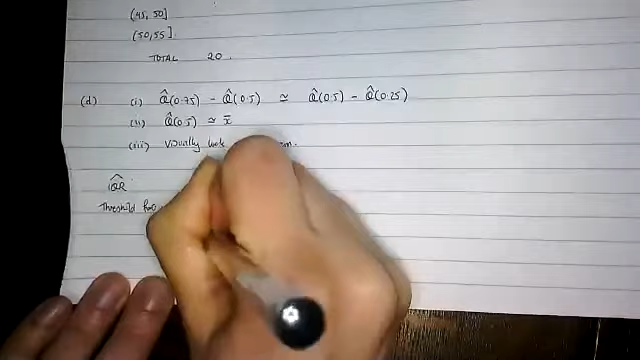 (45, 50]
(50, 55].
TOTAL 20.
(d) (i) Q̂(0.75) - Q̂(0.5) ≃ Q̂(0.5) - Q̂(0.25)
(ii) Q̂(0.5) ≃ x̄
(iii) Visually look
IQR
Threshold for